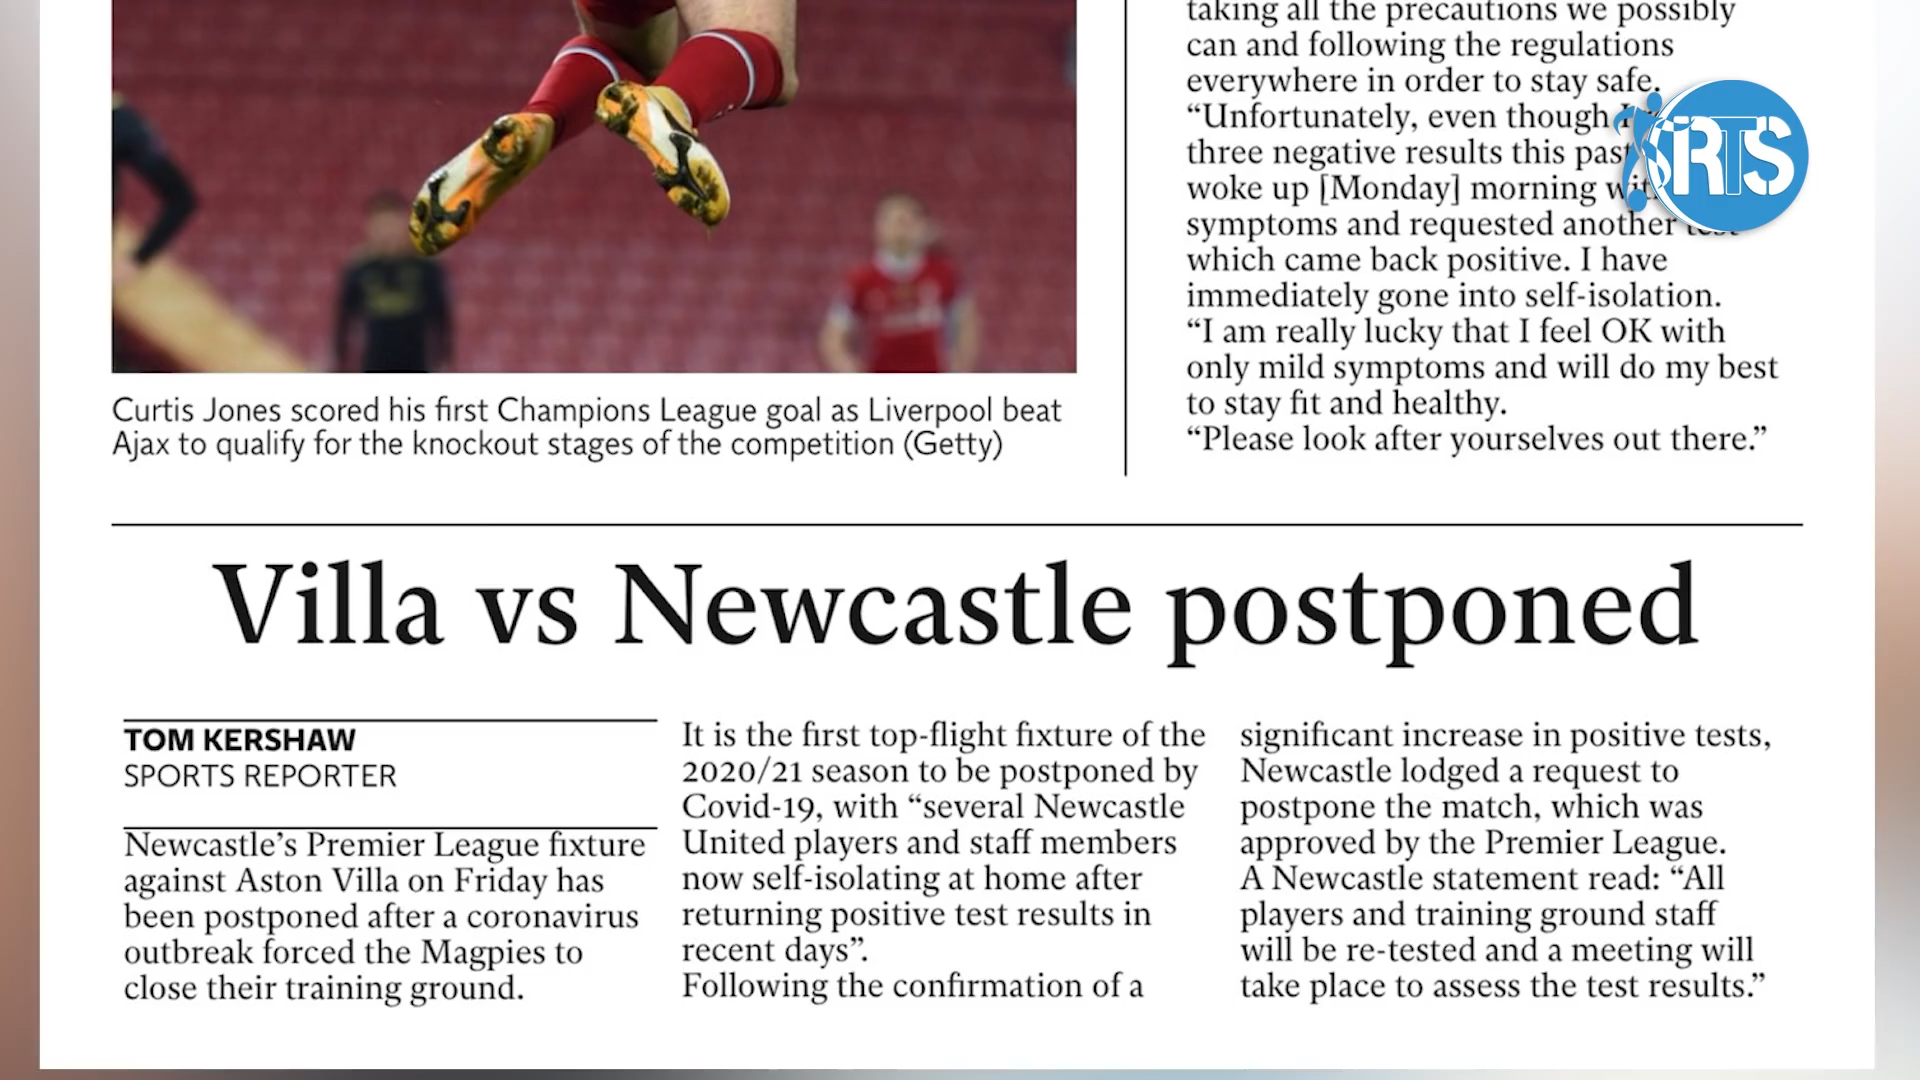 taking all the precautions we possibly
can and following the regulations
everywhere in order to stay safe.
“Unfortunately, even though
three negative results this past
woke up [Monday] morning with
symptoms and requested another test
which came back positive. I have
immediately gone into self-isolation.
“I am really lucky that I feel OK with
only mild symptoms and will do my best
to stay fit and healthy.
“Please look after yourselves out there.”
RTS
Curtis Jones scored his first Champions League goal as Liverpool beat
Ajax to qualify for the knockout stages of the competition (Getty)
Villa vs Newcastle postponed
TOM KERSHAW
SPORTS REPORTER
Newcastle’s Premier League fixture
against Aston Villa on Friday has
been postponed after a coronavirus
outbreak forced the Magpies to
close their training ground.
It is the first top-flight fixture of the
2020/21 season to be postponed by
Covid-19, with “several Newcastle
United players and staff members
now self-isolating at home after
returning positive test results in
recent days”.
Following the confirmation of a
significant increase in positive tests,
Newcastle lodged a request to
postpone the match, which was
approved by the Premier League.
A Newcastle statement read: “All
players and training ground staff
will be re-tested and a meeting will
take place to assess the test results.”